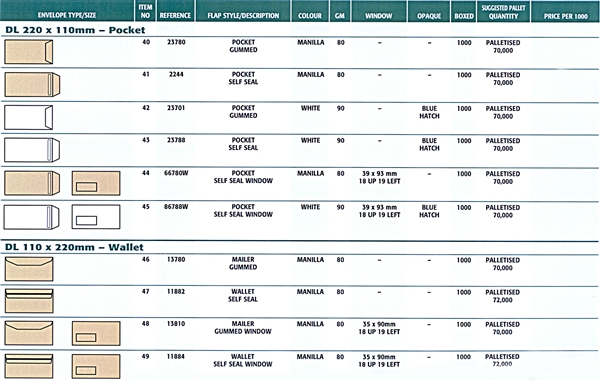 ENVELOPE TYPE/SIZE ITEM NO REFERENCE FLAP STYLE/DESCRIPTION COLOUR GM WINDOW OPAQUE BOXED SUGGESTED PALLET QUANTITY PRICE PER 1000
DL 220 x 110mm – Pocket
40 23780 POCKET MANILLA 80 – – 1000 PALLETISED
GUMMED 70,000
41 2244 POCKET MANILLA 80 – – 1000 PALLETISED
SELF SEAL 70,000
42 23701 POCKET WHITE 90 – BLUE 1000 PALLETISED
GUMMED HATCH 70,000
43 23788 POCKET WHITE 90 – BLUE 1000 PALLETISED
SELF SEAL HATCH 70,000
44 66780W POCKET MANILLA 80 39 x 93 mm – 1000 PALLETISED
SELF SEAL WINDOW 18 UP 19 LEFT 70,000
45 86788W POCKET WHITE 90 39 x 93 mm BLUE 1000 PALLETISED
SELF SEAL WINDOW 18 UP 19 LEFT HATCH 70,000
DL 110 x 220mm – Wallet
46 13780 MAILER MANILLA 80 – – 1000 PALLETISED
GUMMED 70,000
47 11882 WALLET MANILLA 80 – – 1000 PALLETISED
SELF SEAL 72,000
48 13810 MAILER MANILLA 80 35 x 90mm – 1000 PALLETISED
GUMMED WINDOW 18 UP 19 LEFT 70,000
49 11884 WALLET MANILLA 80 35 x 90mm – 1000 PALLETISED
SELF SEAL WINDOW 18 UP 19 LEFT 72,000